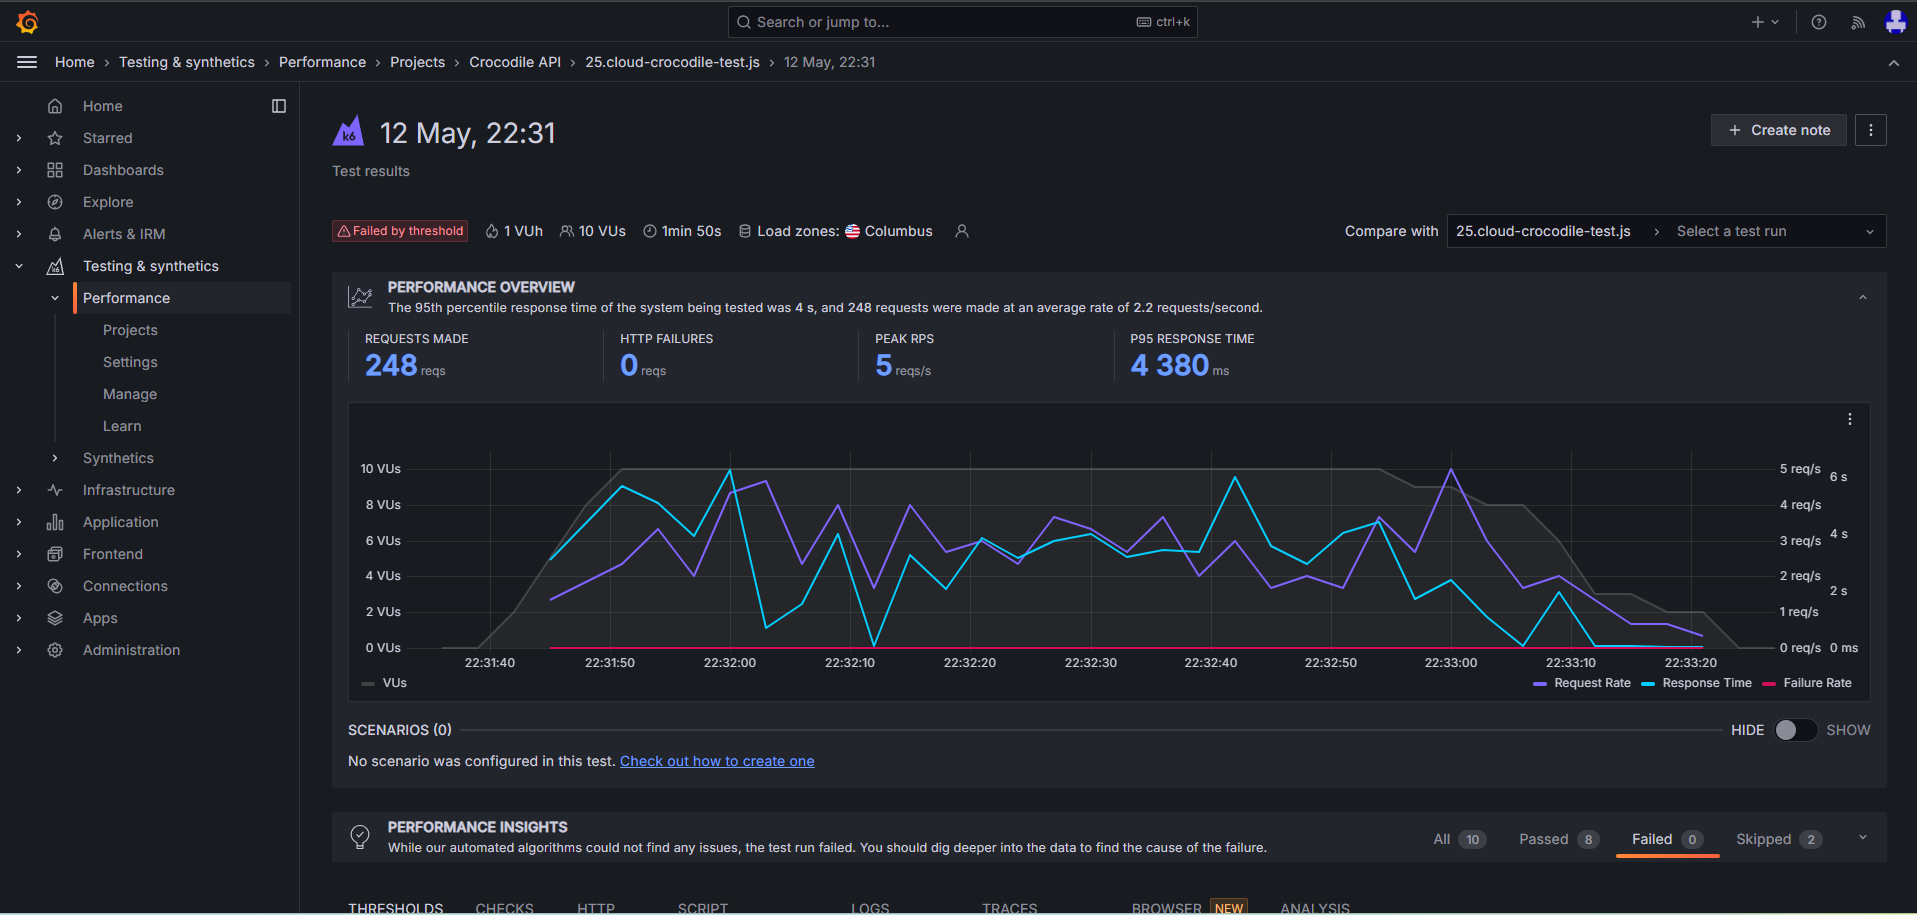 Search or jump to...
ctrl+k
Home › Testing & synthetics › Performance › Projects › Crocodile API › 25.cloud-crocodile-test.js › 12 May, 22:31
Home
Starred
Dashboards
Explore
Alerts & IRM
Testing & synthetics
Performance
Projects
Settings
Manage
Learn
Synthetics
Infrastructure
Application
Frontend
Connections
Apps
Administration
k6
12 May, 22:31
Create note
Test results
Failed by threshold
1 VUh
10 VUs
1min 50s
Load zones: Columbus
Compare with
25.cloud-crocodile-test.js › Select a test run
PERFORMANCE OVERVIEW
The 95th percentile response time of the system being tested was 4 s, and 248 requests were made at an average rate of 2.2 requests/second.
REQUESTS MADE
248 reqs
HTTP FAILURES
0 reqs
PEAK RPS
5 reqs/s
P95 RESPONSE TIME
4 380 ms
10 VUs
8 VUs
6 VUs
4 VUs
2 VUs
0 VUs
5 req/s
4 req/s
3 req/s
2 req/s
1 req/s
0 req/s
6 s
4 s
2 s
0 ms
22:31:40
22:31:50
22:32:00
22:32:10
22:32:20
22:32:30
22:32:40
22:32:50
22:33:00
22:33:10
22:33:20
VUs
Request Rate
Response Time
Failure Rate
SCENARIOS (0)
HIDE
SHOW
No scenario was configured in this test. Check out how to create one
PERFORMANCE INSIGHTS
While our automated algorithms could not find any issues, the test run failed. You should dig deeper into the data to find the cause of the failure.
All 10
Passed 8
Failed 0
Skipped 2
THRESHOLDS
CHECKS
HTTP
SCRIPT
LOGS
TRACES
BROWSER NEW
ANALYSIS